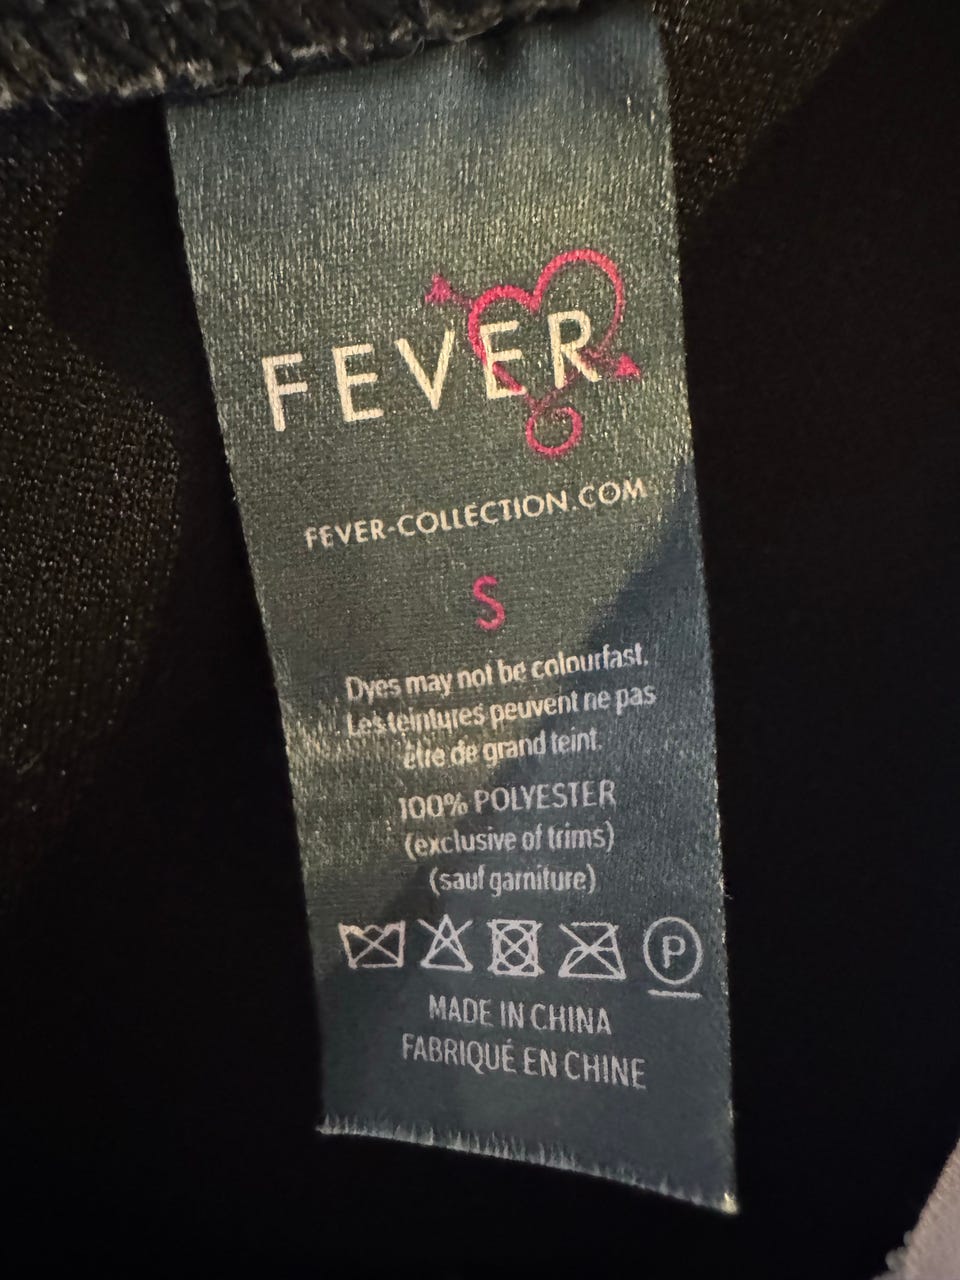 FEVER
FEVER-COLLECTION.COM
S
Dyes may not be colourfast.
Les teintures peuvent ne pas
être de grand teint.
100% POLYESTER
(exclusive of trims)
(sauf garniture)
P
MADE IN CHINA
FABRIQUÉ EN CHINE